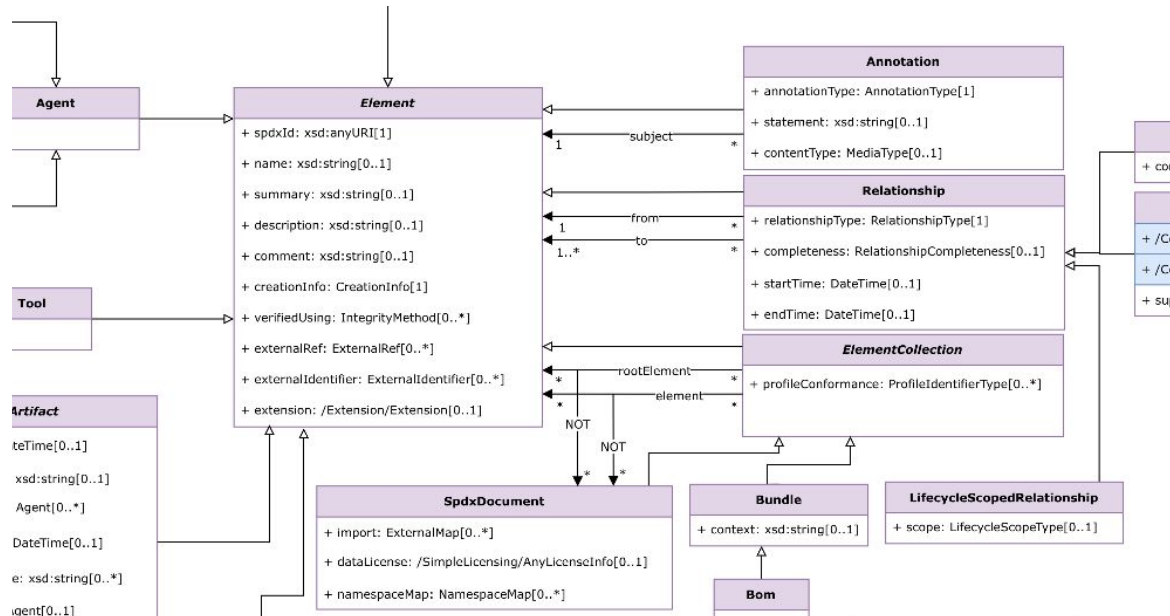 Agent
Element
+ spdxId: xsd:anyURI[1]
+ name: xsd:string[0..1]
+ summary: xsd:string[0..1]
+ description: xsd:string[0..1]
+ comment: xsd:string[0..1]
+ creationInfo: CreationInfo[1]
+ verifiedUsing: IntegrityMethod[0..*]
+ externalRef: ExternalRef[0..*]
+ externalIdentifier: ExternalIdentifier[0..*]
+ extension: /Extension/Extension[0..1]
subject
1
*
from
1
*
to
1..*
*
rootElement
*
*
element
*
*
NOT
*
NOT
*
Annotation
+ annotationType: AnnotationType[1]
+ statement: xsd:string[0..1]
+ contentType: MediaType[0..1]
Relationship
+ relationshipType: RelationshipType[1]
+ completeness: RelationshipCompleteness[0..1]
+ startTime: DateTime[0..1]
+ endTime: DateTime[0..1]
ElementCollection
+ profileConformance: ProfileIdentifierType[0..*]
+ /Co
+ /Co
+ sup
Tool
Artifact
xsd:string[0..1]
Agent[0..*]
DateTime[0..1]
e: xsd:string[0..*]
SpdxDocument
+ import: ExternalMap[0..*]
+ dataLicense: /SimpleLicensing/AnyLicenseInfo[0..1]
+ namespaceMap: NamespaceMap[0..*]
Bundle
+ context: xsd:string[0..1]
Bom
LifecycleScopedRelationship
+ scope: LifecycleScopeType[0..1]